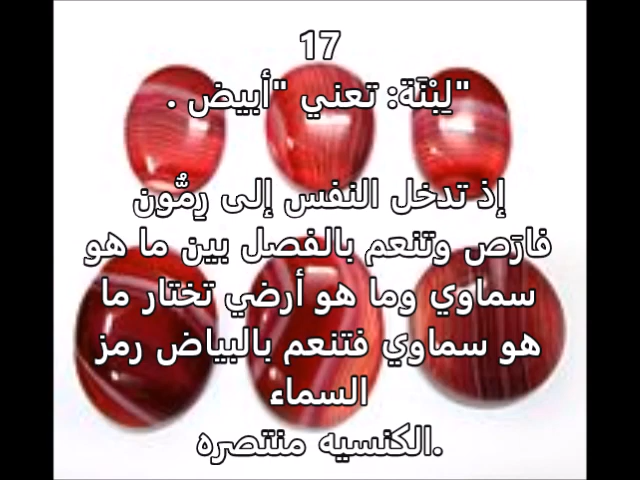 17
"لِبْنَة: تعني "أبيض .
إذ تدخل النفس إلى رِمُّون
فارَص وتنعم بالفصل بين ما هو
سماوي وما هو أرضي تختار ما
هو سماوي فتنعم بالبياض رمز
السماء
.الكنسيه منتصره